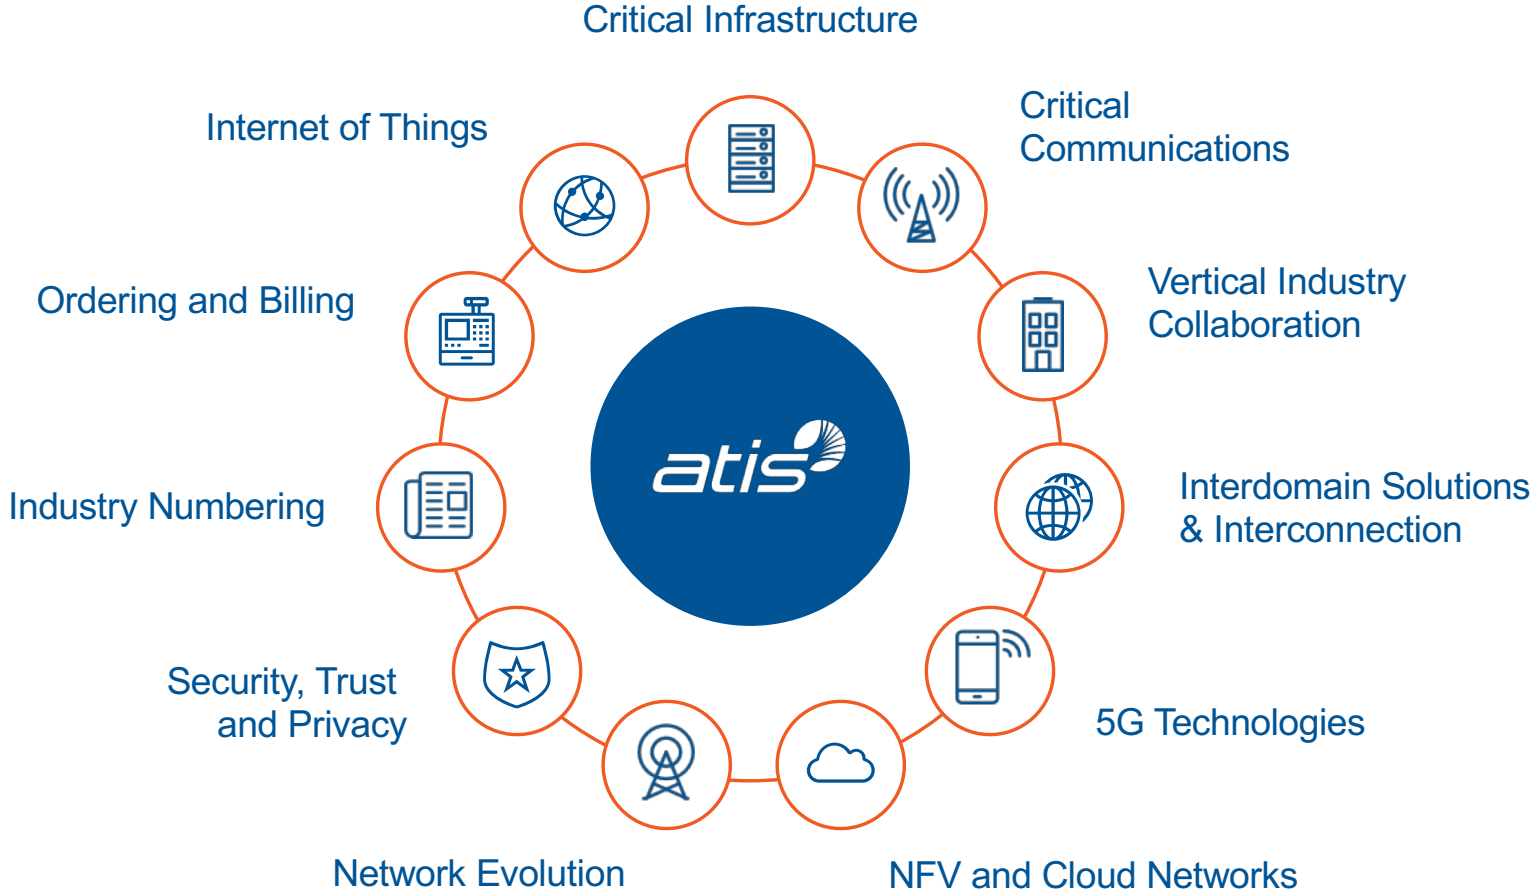 Critical Infrastructure
Critical
Communications
Internet of Things
Vertical Industry
Collaboration
Ordering and Billing
atis
Interdomain Solutions
& Interconnection
Industry Numbering
Security, Trust
and Privacy
5G Technologies
Network Evolution
NFV and Cloud Networks